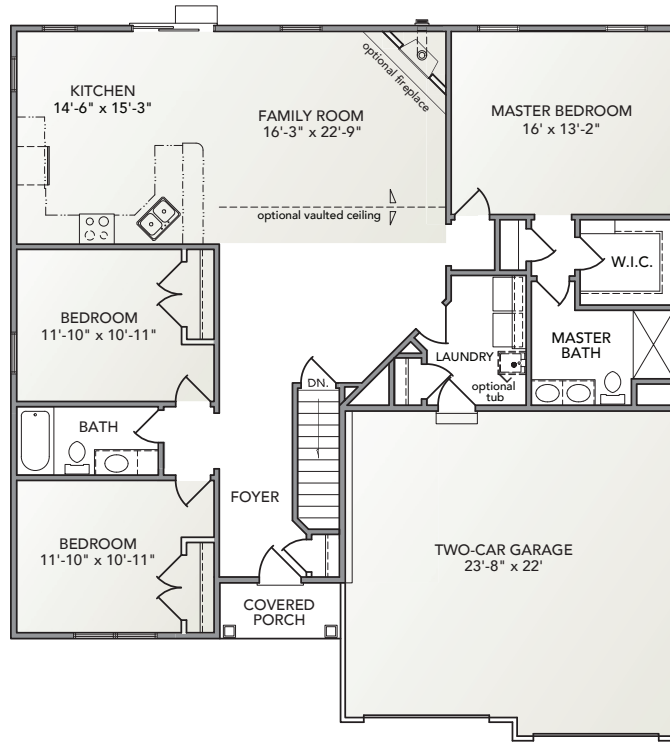 KITCHEN
14'-6" x 15'-3"
FAMILY ROOM
16'-3" x 22'-9"
optional fireplace
MASTER BEDROOM
16' x 13'-2"
optional vaulted ceiling
W.I.C.
BEDROOM
11'-10" x 10'-11"
MASTER
BATH
LAUNDRY
optional
tub
DN.
BATH
FOYER
BEDROOM
11'-10" x 10'-11"
TWO-CAR GARAGE
23'-8" x 22'
COVERED
PORCH